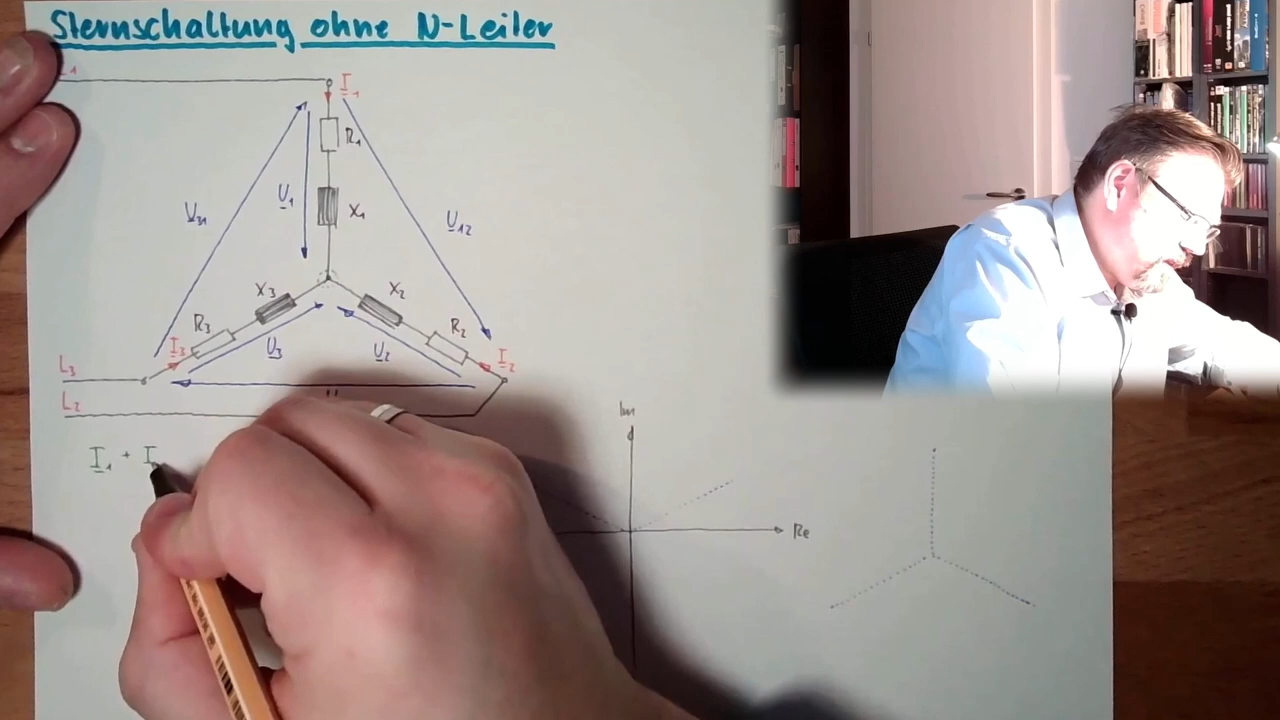 Sternschaltung ohne N-Leiter
I1
R1
U31
U1
X1
U12
X3
X2
R3
R2
I3
U3
U2
I2
L3
L2
Im
I1 + I
Re